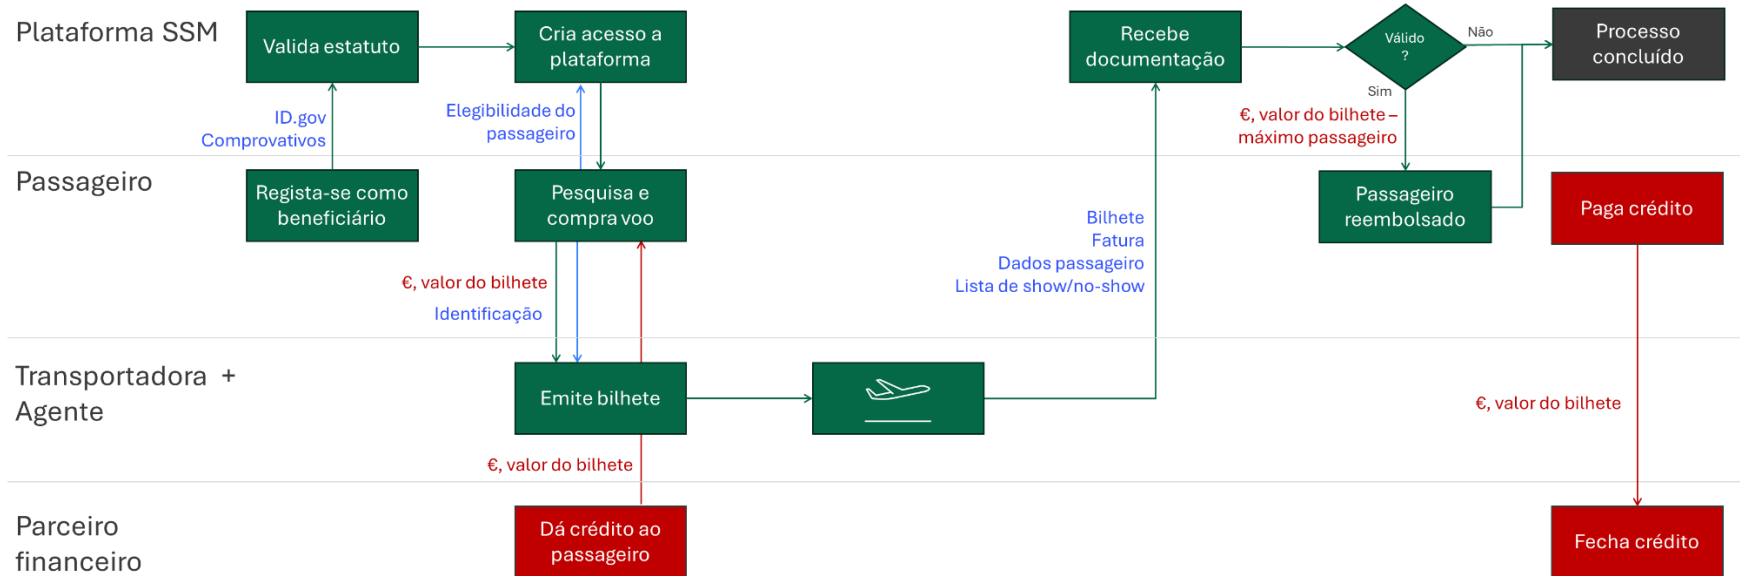 Plataforma SSM
Valida estatuto
Cria acesso a
plataforma
Recebe
documentação
Válido
?
Não
Processo
concluído
Sim
ID.gov
Comprovativos
Elegibilidade do
passageiro
€, valor do bilhete –
máximo passageiro
Passageiro
Regista-se como
beneficiário
Pesquisa e
compra voo
Passageiro
reembolsado
Paga crédito
Bilhete
Fatura
Dados passageiro
Lista de show/no-show
€, valor do bilhete
Identificação
Transportadora +
Agente
Emite bilhete
€, valor do bilhete
€, valor do bilhete
Parceiro
financeiro
Dá crédito ao
passageiro
Fecha crédito